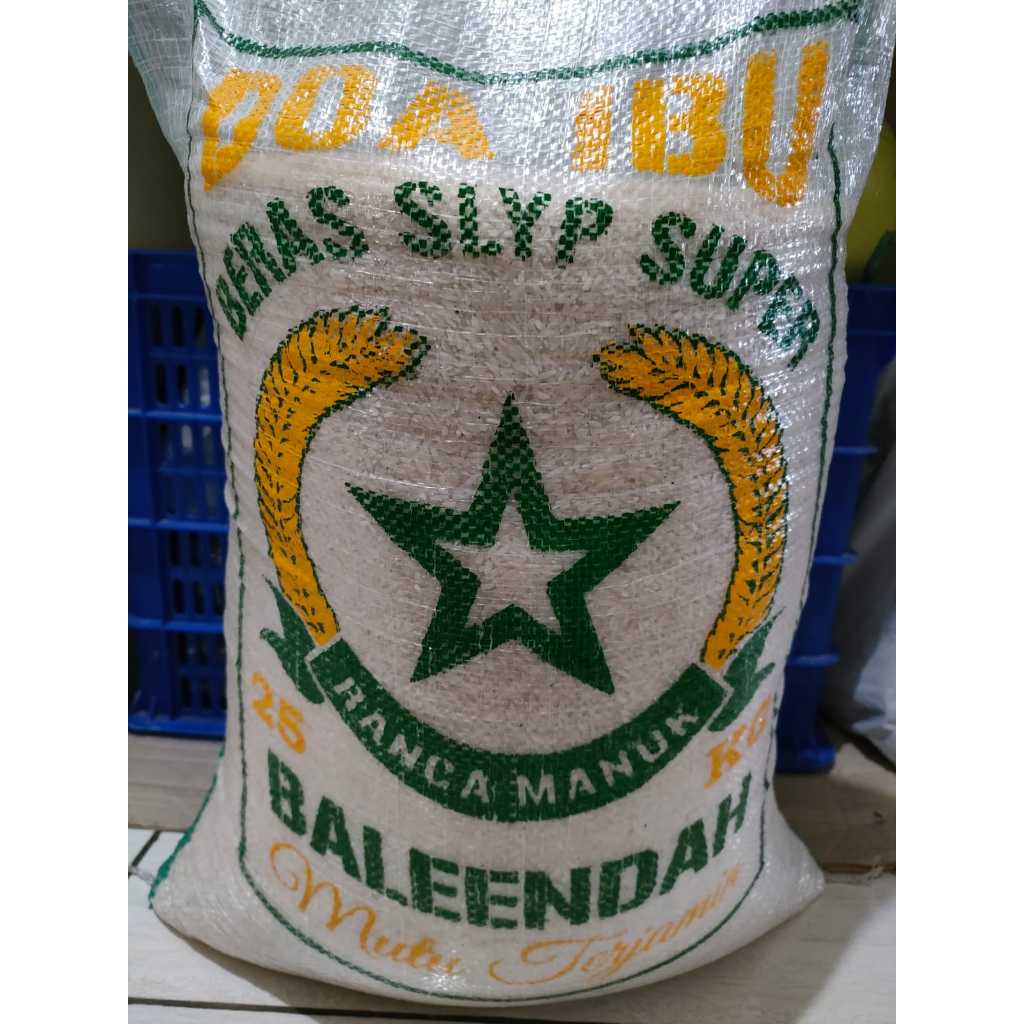 DOA IBU
BERAS SLYP SUPER
RANCA MANUK
25 KG
BALEENDAH
Mutu Terjamin